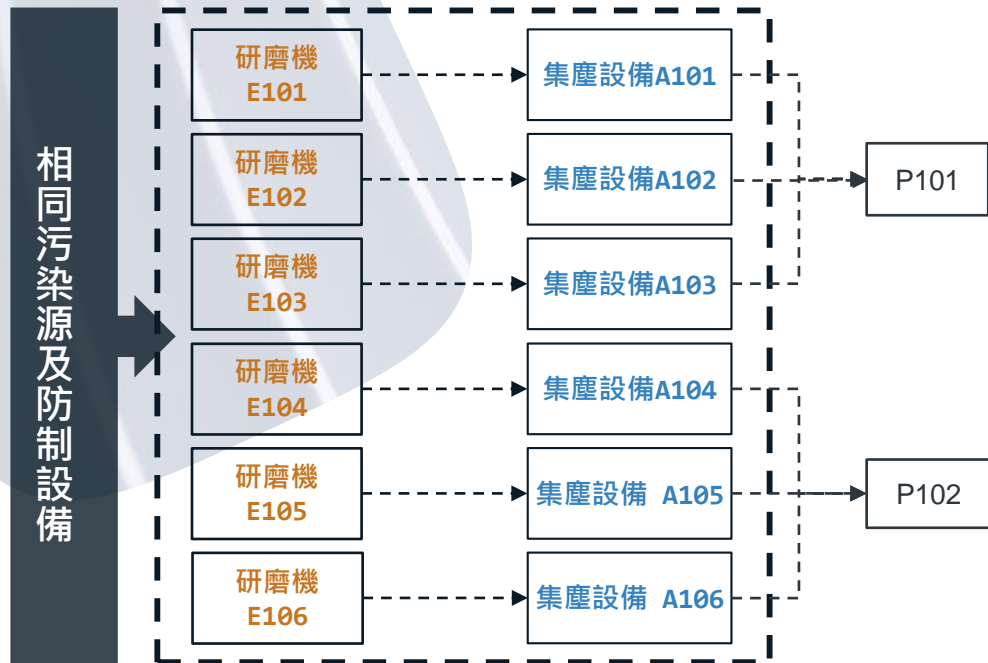 相同污染源及防制設備
研磨機
E101
集塵設備A101
研磨機
E102
集塵設備A102
P101
研磨機
E103
集塵設備A103
研磨機
E104
集塵設備A104
研磨機
E105
集塵設備 A105
P102
研磨機
E106
集塵設備 A106